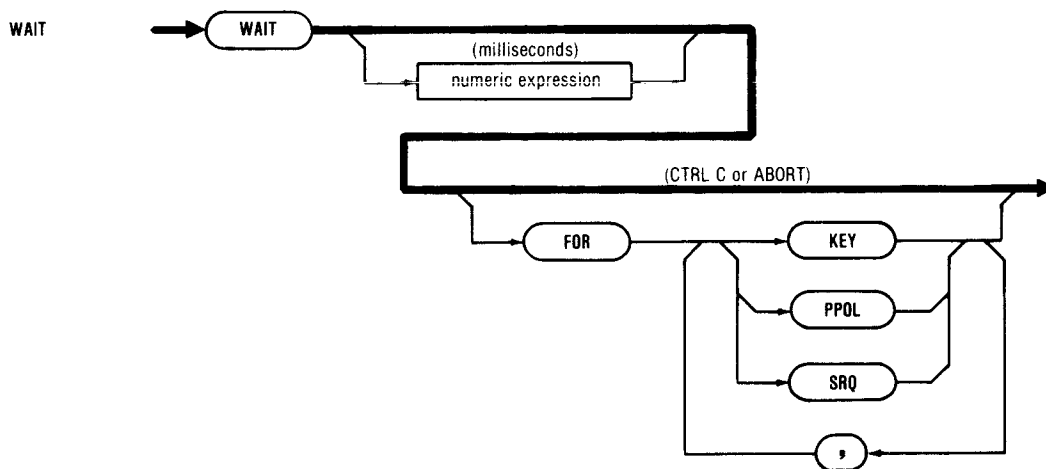 WAIT
WAIT
(milliseconds)
numeric expression
(CTRL C or ABORT)
FOR
KEY
PPOL
SRQ
,